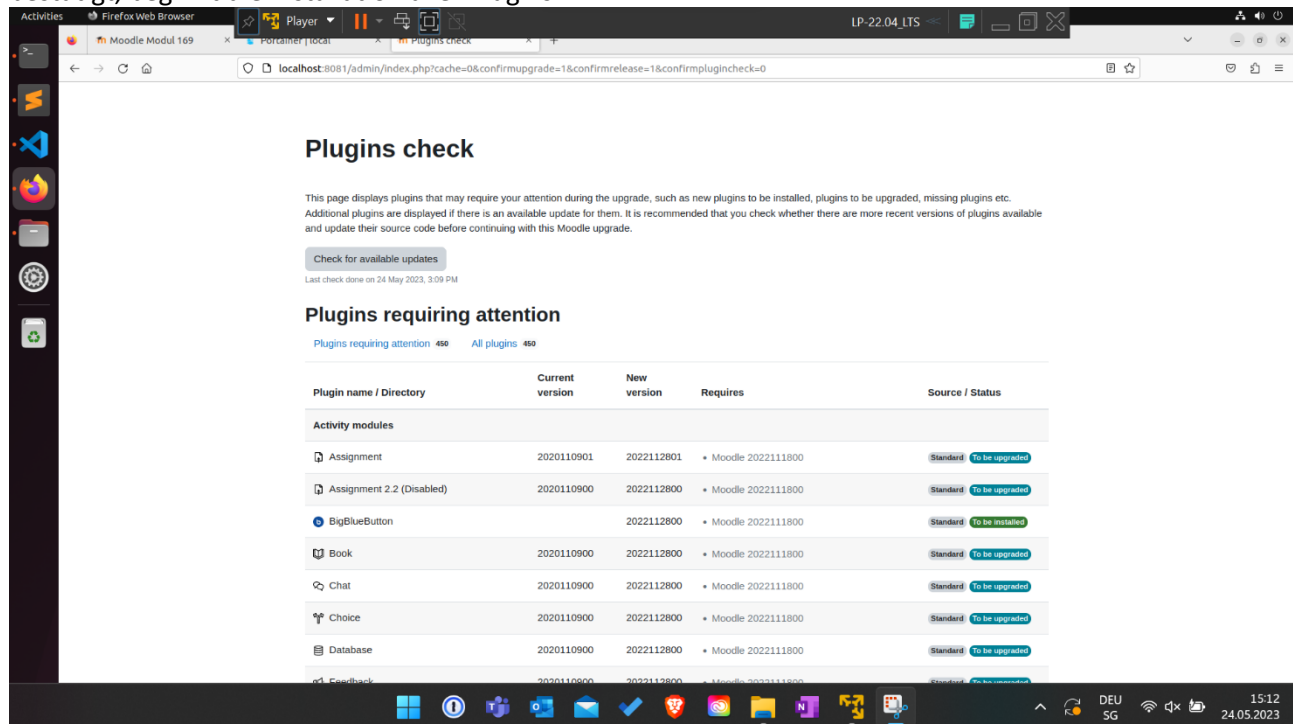 Activities Firefox Web Browser Player LP-22.04_LTS
Moodle Modul 169 × Portainer | local × Plugins check × +
localhost:8081/admin/index.php?cache=0&confirmupgrade=1&confirmrelease=1&confirmplugincheck=0
Plugins check
This page displays plugins that may require your attention during the upgrade, such as new plugins to be installed, plugins to be upgraded, missing plugins etc.
Additional plugins are displayed if there is an available update for them. It is recommended that you check whether there are more recent versions of plugins available
and update their source code before continuing with this Moodle upgrade.
Check for available updates
Last check done on 24 May 2023, 3:09 PM
Plugins requiring attention
Plugins requiring attention 450 All plugins 450
Plugin name / Directory Current version New version Requires Source / Status
Activity modules
Assignment 2020110901 2022112801 • Moodle 2022111800 Standard To be upgraded
Assignment 2.2 (Disabled) 2020110900 2022112800 • Moodle 2022111800 Standard To be upgraded
BigBlueButton 2022112800 • Moodle 2022111800 Standard To be installed
Book 2020110900 2022112800 • Moodle 2022111800 Standard To be upgraded
Chat 2020110900 2022112800 • Moodle 2022111800 Standard To be upgraded
Choice 2020110900 2022112800 • Moodle 2022111800 Standard To be upgraded
Database 2020110900 2022112800 • Moodle 2022111800 Standard To be upgraded
Feedback 2020110900 2022112800 • Moodle 2022111800 Standard To be upgraded
DEU 15:12
SG 24.05.2023